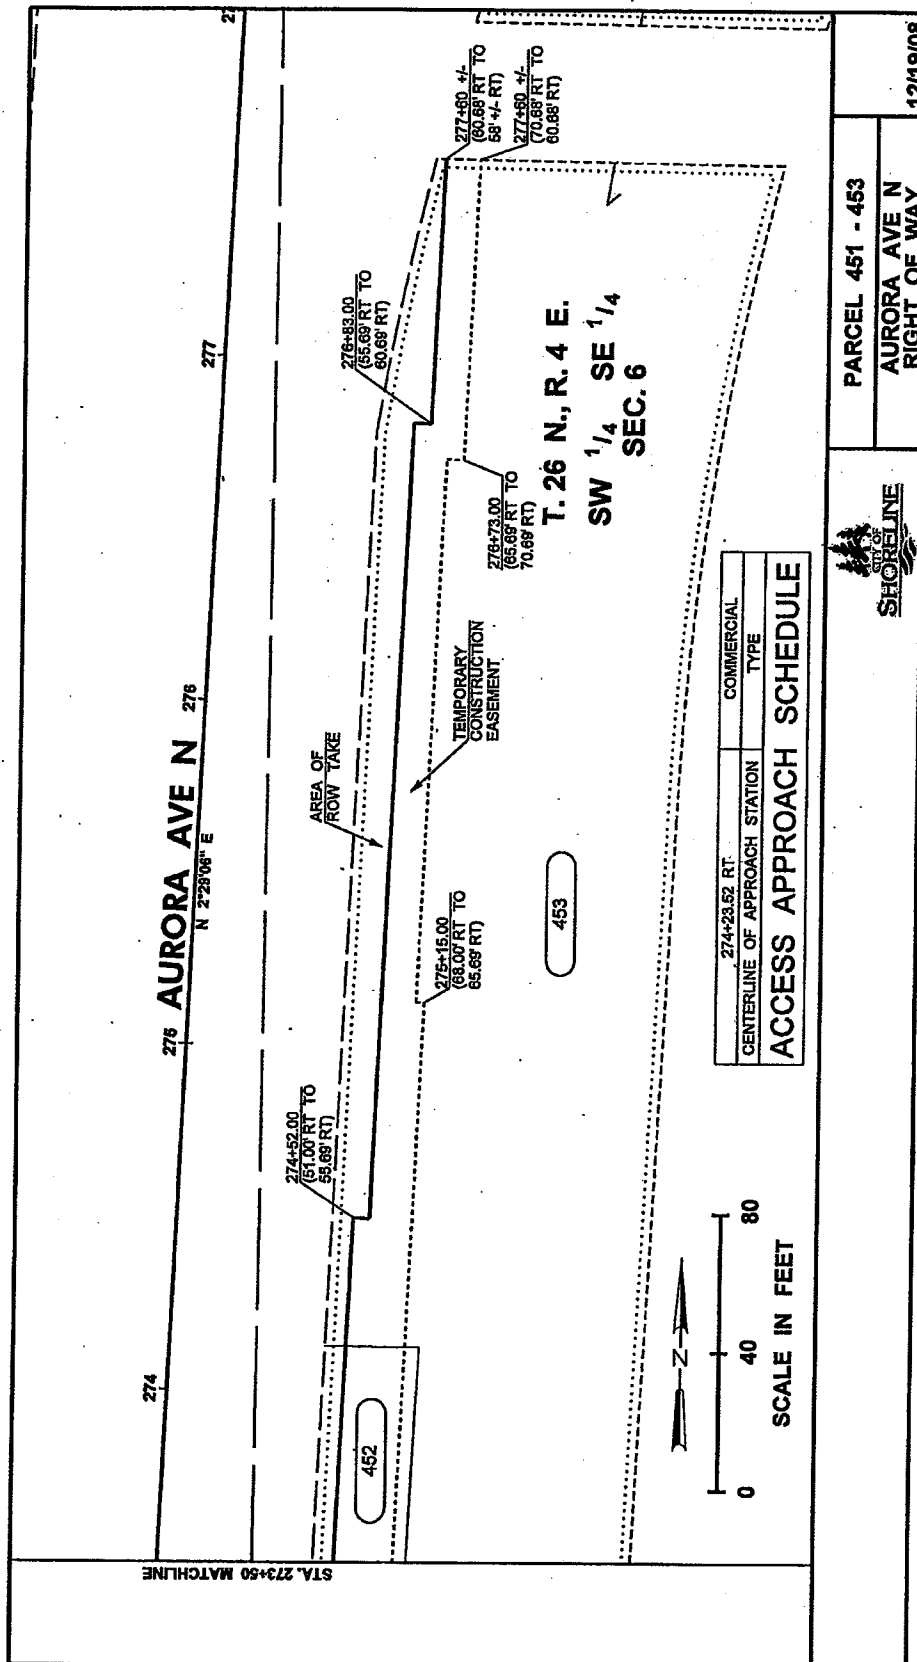 STA. 273+50 MATCHLINE
274
275
276
277
27
AURORA AVE N
N 2°29'06" E
274+52.00
(51.00' RT TO
55.69' RT)
AREA OF
ROW TAKE
276+83.00
(55.69' RT TO
60.69' RT)
277+60 +/-
(60.68' RT TO
58' +/- RT)
277+60 +/-
(70.68' RT TO
60.68' RT)
275+15.00
(68.00' RT TO
65.69' RT)
TEMPORARY
CONSTRUCTION
EASEMENT
276+73.00
(65.69' RT TO
70.69' RT)
T. 26 N., R. 4 E.
SW 1/4 SE 1/4
SEC. 6
452
453
N
0 40 80
SCALE IN FEET
274+23.52 RT COMMERCIAL
CENTERLINE OF APPROACH STATION TYPE
ACCESS APPROACH SCHEDULE
CITY OF
SHORELINE
PARCEL 451 - 453
AURORA AVE N
RIGHT OF WAY
12/18/08